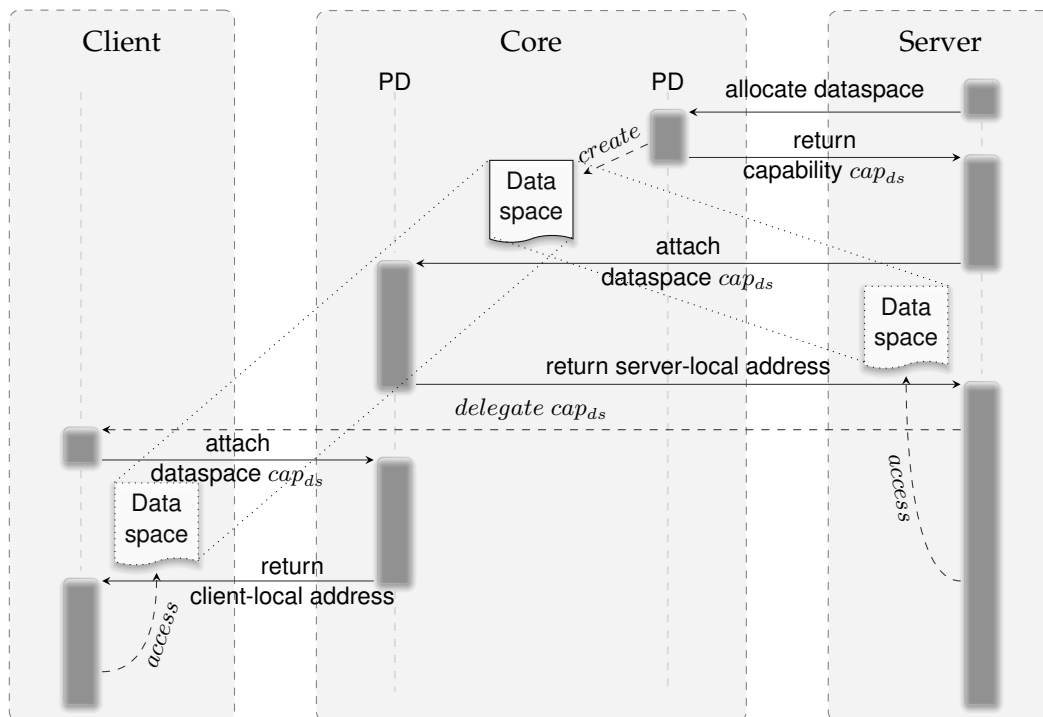 Client
Core
Server
PD
PD
allocate dataspace
create
return
capability cap_ds
Data
space
attach
dataspace cap_ds
Data
space
return server-local address
delegate cap_ds
attach
dataspace cap_ds
access
Data
space
return
client-local address
access